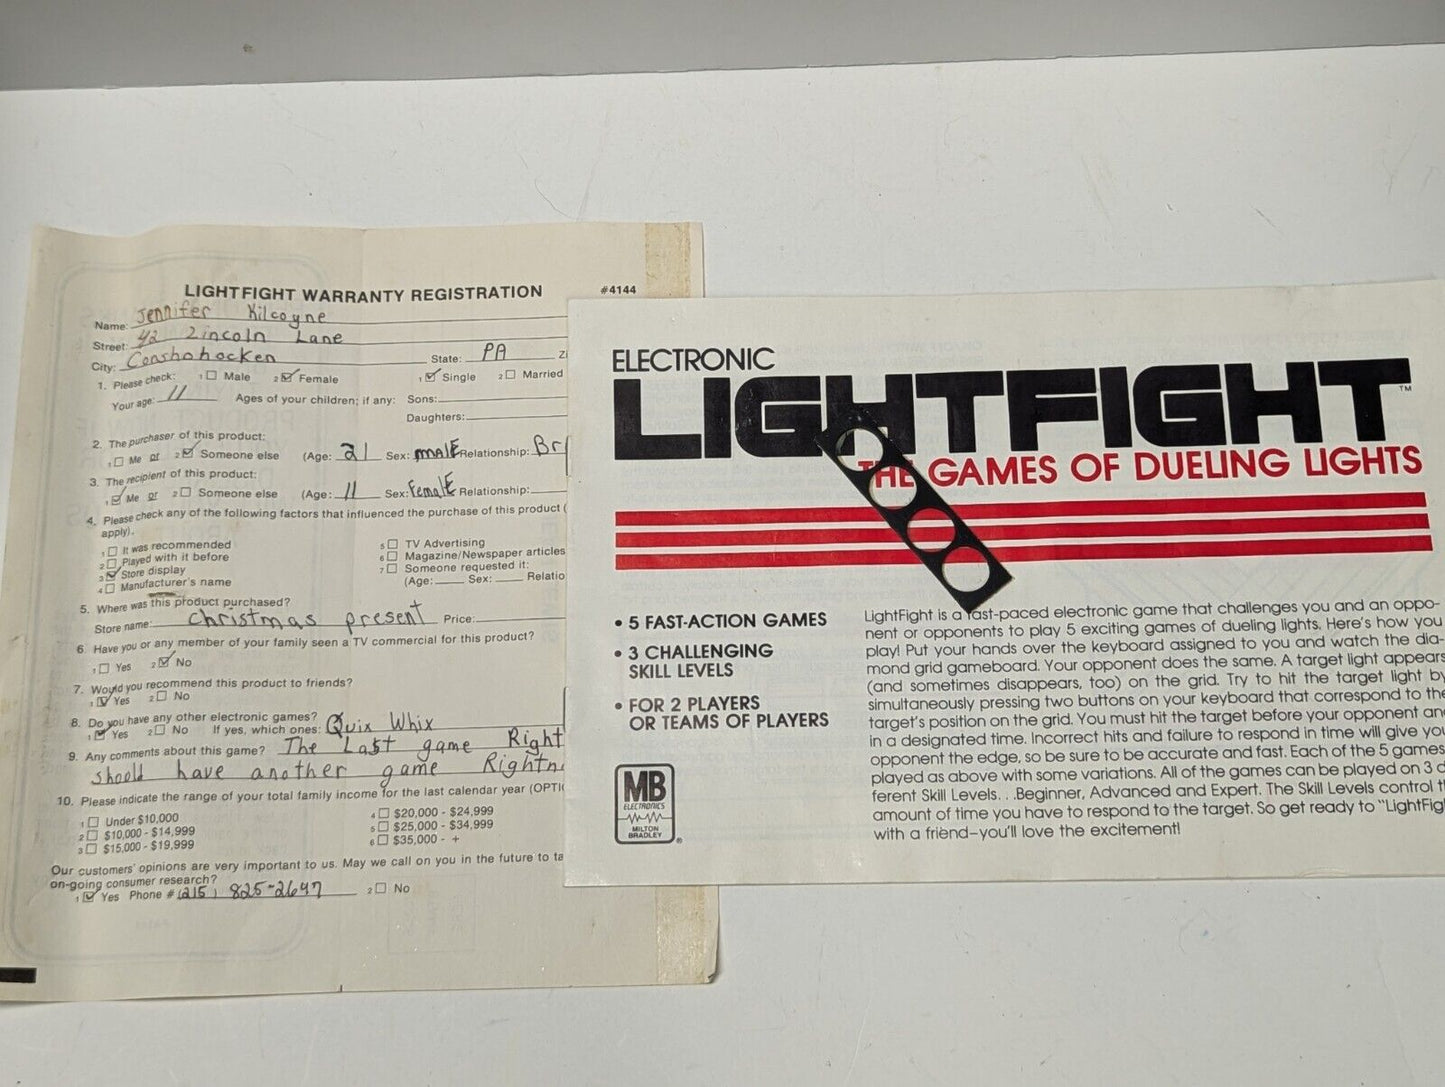 LIGHTFIGHT WARRANTY REGISTRATION #4144
Name: Jennifer Kilcoyne
Street: 42 Lincoln Lane
City: Conshohocken State: PA
1. Please check: 1 Male 2 Female 1 Single 2 Married
Your age: 11 Ages of your children; if any: Sons:
Daughters:
2. The purchaser of this product:
1 Me or 2 Someone else (Age: 21 Sex: malE Relationship:
3. The recipient of this product:
1 Me or 2 Someone else (Age: 11 Sex: FemalE Relationship:
4. Please check any of the following factors that influenced the purchase of this product (
apply).
1 It was recommended
2 Played with it before
3 Store display
4 Manufacturer's name
5 TV Advertising
6 Magazine/Newspaper articles
7 Someone requested it:
(Age: Sex:
5. Where was this product purchased?
Store name: christmas present Price:
6. Have you or any member of your family seen a TV commercial for this product?
1 Yes 2 No
7. Would you recommend this product to friends?
1 Yes 2 No
8. Do you have any other electronic games?
1 Yes 2 No If yes, which ones: Quix Whix
9. Any comments about this game? The Last game Right
shoold have another game
10. Please indicate the range of your total family income for the last calendar year
1 Under $10,000
2 $10,000 - $14,999
3 $15,000 - $19,999
4 $20,000 - $24,999
5 $25,000 - $34,999
6 $35,000 - +
Our customers' opinions are very important to us. May we call on you in the future to
on-going consumer research?
1 Yes Phone # (215) 825-2647 2 No
ELECTRONIC
LIGHTFIGHT™
THE GAMES OF DUELING LIGHTS
• 5 FAST-ACTION GAMES
• 3 CHALLENGING
SKILL LEVELS
• FOR 2 PLAYERS
OR TEAMS OF PLAYERS
MB
ELECTRONICS
MILTON
BRADLEY
®
LightFight is a fast-paced electronic game that challenges you and an oppo-
nent or opponents to play 5 exciting games of dueling lights. Here's how you
play! Put your hands over the keyboard assigned to you and watch the dia-
mond grid gameboard. Your opponent does the same. A target light appears
(and sometimes disappears, too) on the grid. Try to hit the target light by
simultaneously pressing two buttons on your keyboard that correspond to the
target's position on the grid. You must hit the target before your opponent an
in a designated time. Incorrect hits and failure to respond in time will give you
opponent the edge, so be sure to be accurate and fast. Each of the 5 games
played as above with some variations. All of the games can be played on 3 d
ferent Skill Levels. . .Beginner, Advanced and Expert. The Skill Levels control t
amount of time you have to respond to the target. So get ready to "LightFig
with a friend–you'll love the excitement!